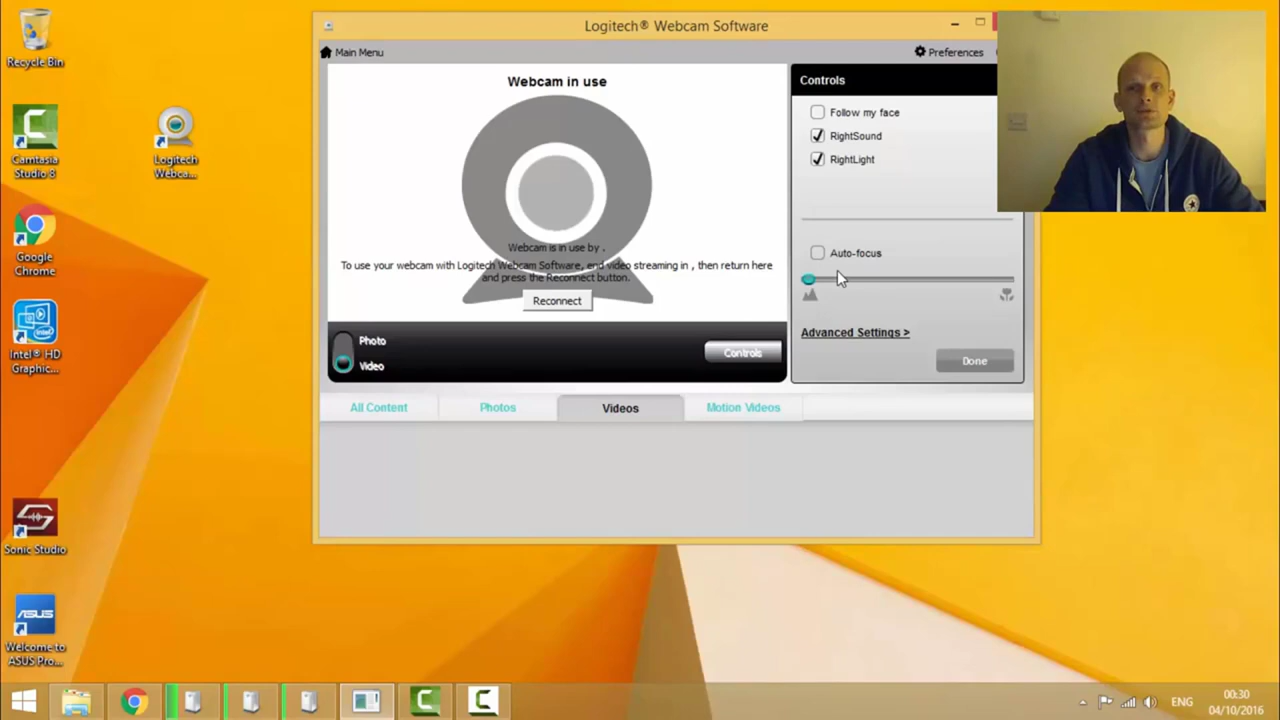 Logitech® Webcam Software
Main Menu
Preferences
Webcam in use
Webcam is in use by .
To use your webcam with Logitech Webcam Software, end video streaming in , then return here
and press the Reconnect button.
Reconnect
Photo
Video
Controls
Controls
Follow my face
RightSound
RightLight
Auto-focus
Advanced Settings >
Done
All Content
Photos
Videos
Motion Videos
Recycle Bin
Camtasia
Studio 8
Logitech
Webca...
Google
Chrome
Intel® HD
Graphic...
Sonic Studio
ASUS
Welcome to
ASUS Pro...
ENG
00:30
04/10/2016